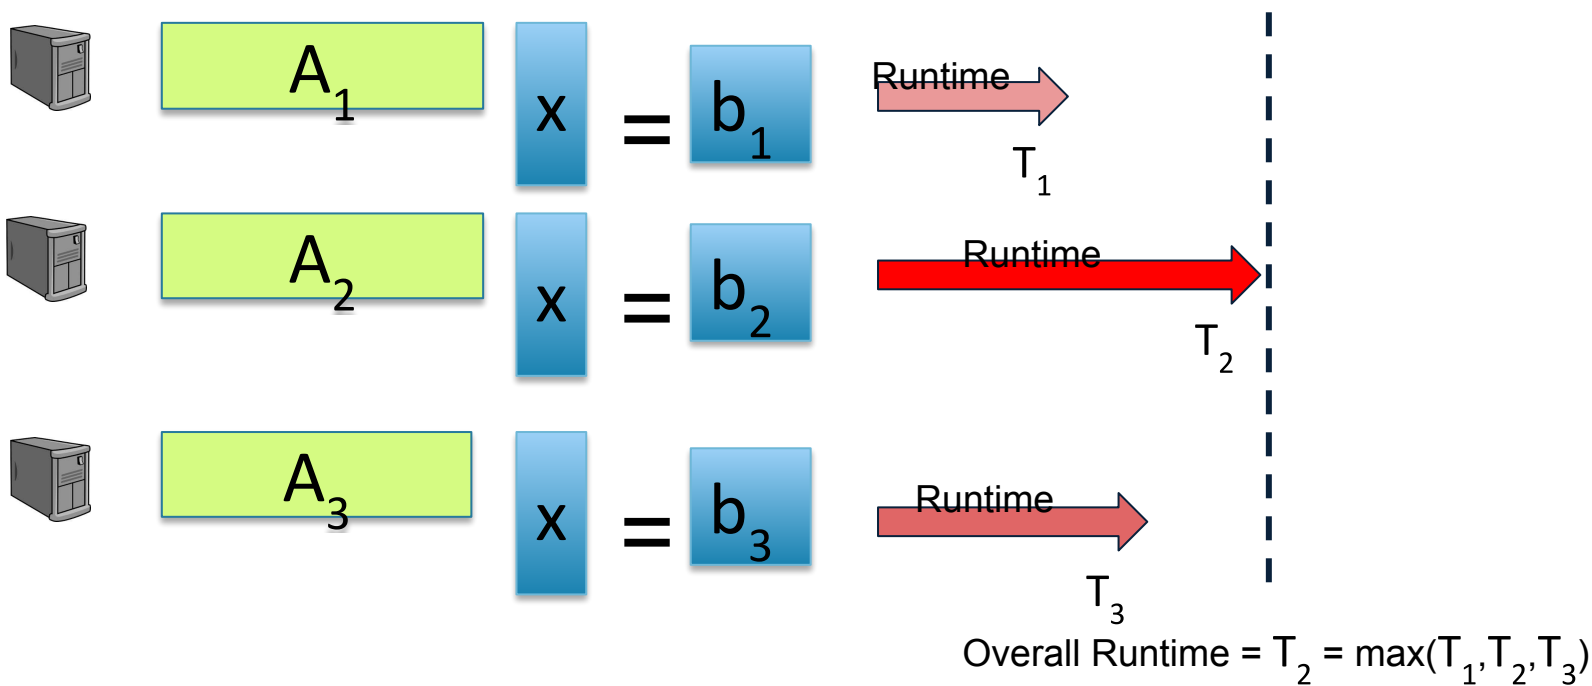 A₁ x = b₁ Runtime
T₁
A₂ x = b₂ Runtime
T₂
A₃ x = b₃ Runtime
T₃
Overall Runtime = T₂ = max(T₁,T₂,T₃)